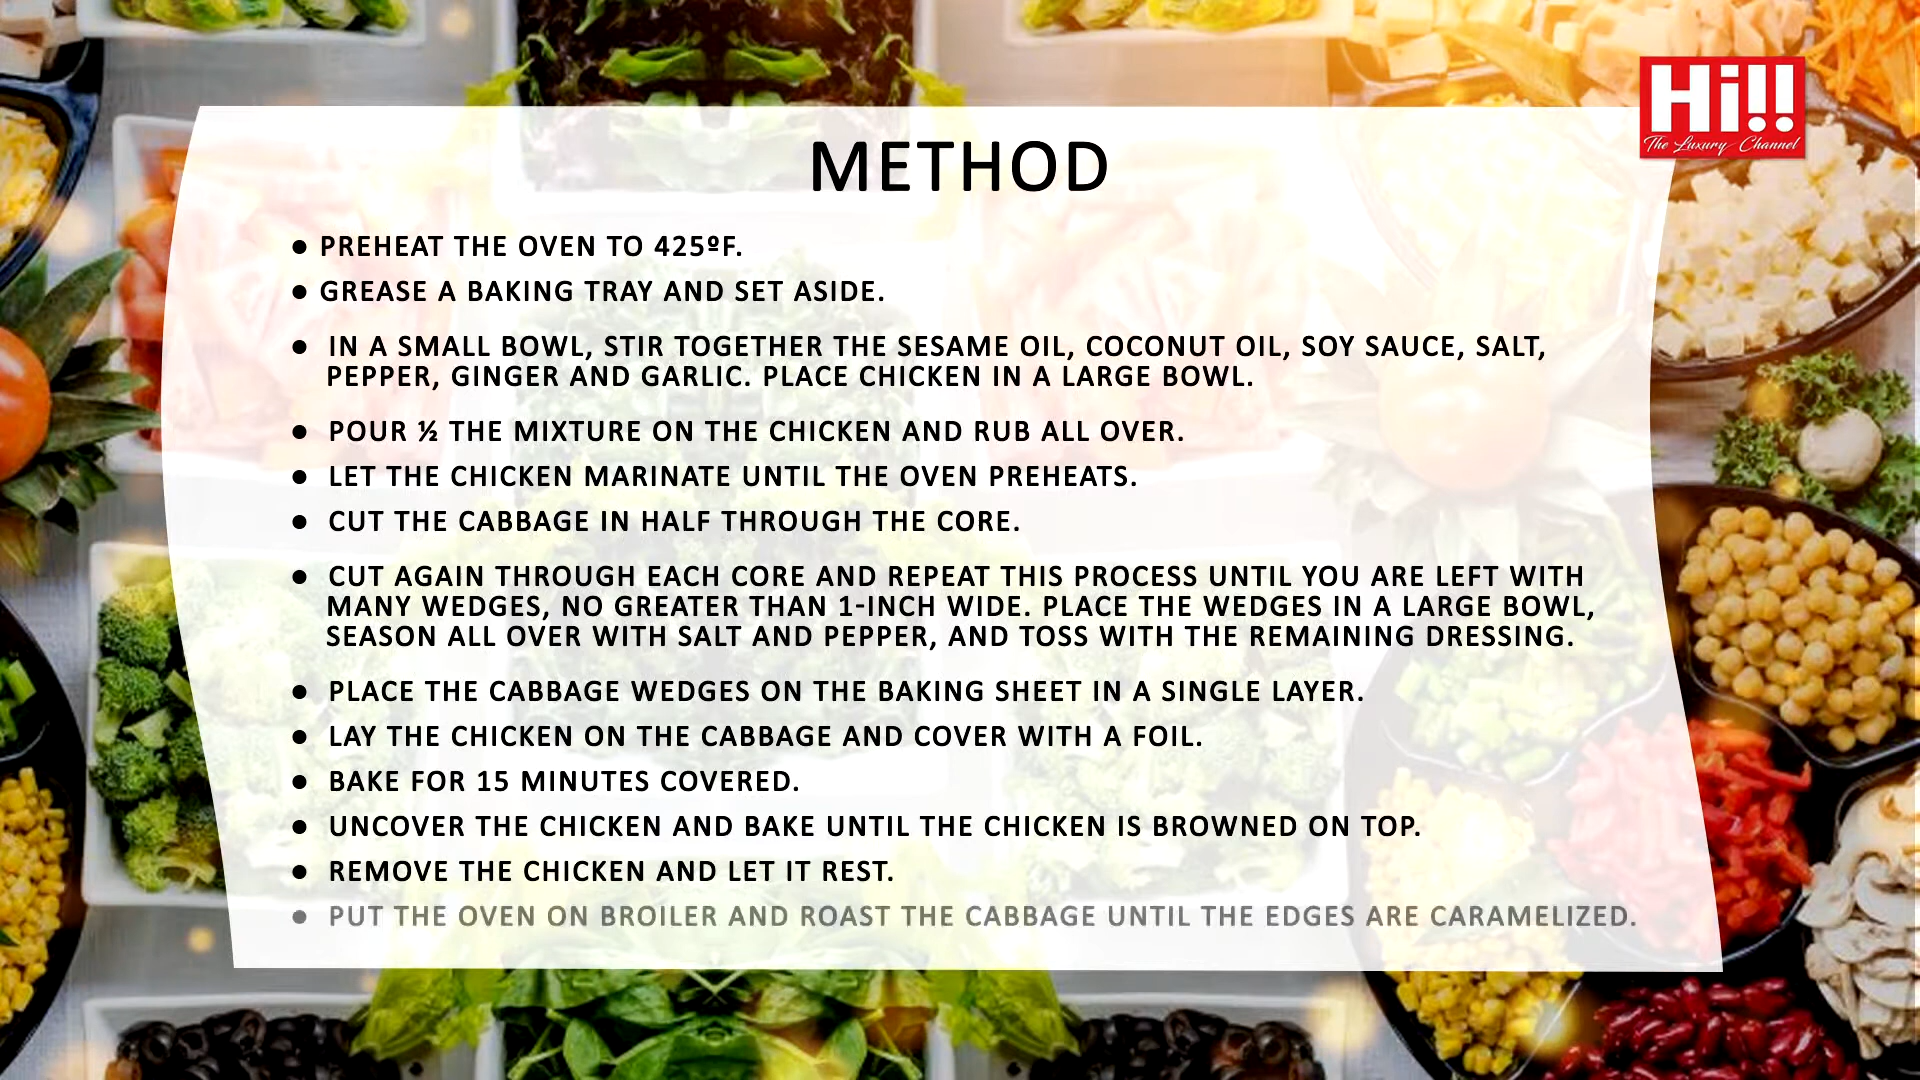 Hi!!
The Luxury Channel
METHOD
● PREHEAT THE OVEN TO 425ºF.
● GREASE A BAKING TRAY AND SET ASIDE.
● IN A SMALL BOWL, STIR TOGETHER THE SESAME OIL, COCONUT OIL, SOY SAUCE, SALT,
PEPPER, GINGER AND GARLIC. PLACE CHICKEN IN A LARGE BOWL.
● POUR ½ THE MIXTURE ON THE CHICKEN AND RUB ALL OVER.
● LET THE CHICKEN MARINATE UNTIL THE OVEN PREHEATS.
● CUT THE CABBAGE IN HALF THROUGH THE CORE.
● CUT AGAIN THROUGH EACH CORE AND REPEAT THIS PROCESS UNTIL YOU ARE LEFT WITH
MANY WEDGES, NO GREATER THAN 1-INCH WIDE. PLACE THE WEDGES IN A LARGE BOWL,
SEASON ALL OVER WITH SALT AND PEPPER, AND TOSS WITH THE REMAINING DRESSING.
● PLACE THE CABBAGE WEDGES ON THE BAKING SHEET IN A SINGLE LAYER.
● LAY THE CHICKEN ON THE CABBAGE AND COVER WITH A FOIL.
● BAKE FOR 15 MINUTES COVERED.
● UNCOVER THE CHICKEN AND BAKE UNTIL THE CHICKEN IS BROWNED ON TOP.
● REMOVE THE CHICKEN AND LET IT REST.
● PUT THE OVEN ON BROILER AND ROAST THE CABBAGE UNTIL THE EDGES ARE CARAMELIZED.